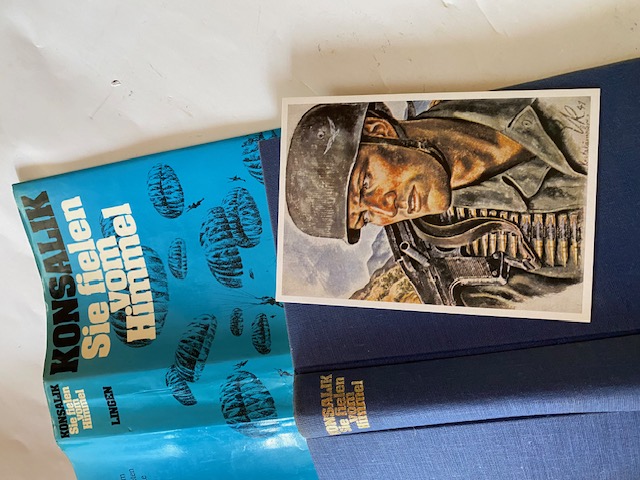 KONSALIK
Sie fielen
vom
Himmel
KONSALIK
Sie fielen
vom
Himmel
LINGEN
KONSALIK
Sie fielen
vom
Himmel